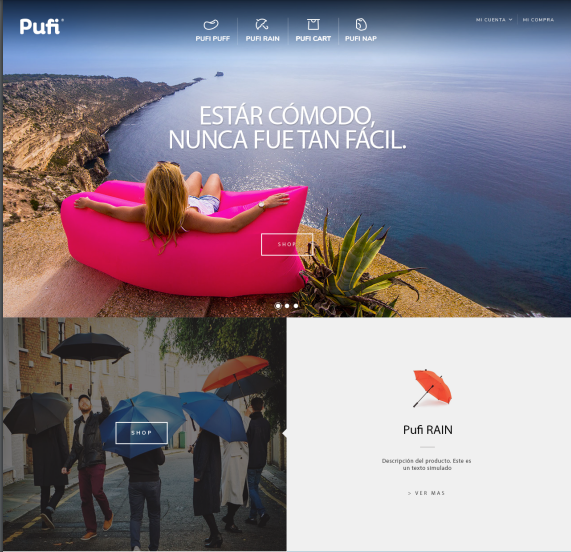 Pufi®
PUFI PUFF
PUFI RAIN
PUFI CART
PUFI NAP
MI CUENTA
MI COMPRA
ESTÁR CÓMODO,
NUNCA FUE TAN FÁCIL.
SHOP
SHOP
Pufi RAIN
Descripción del producto. Este es
un texto simulado
> VER MAS